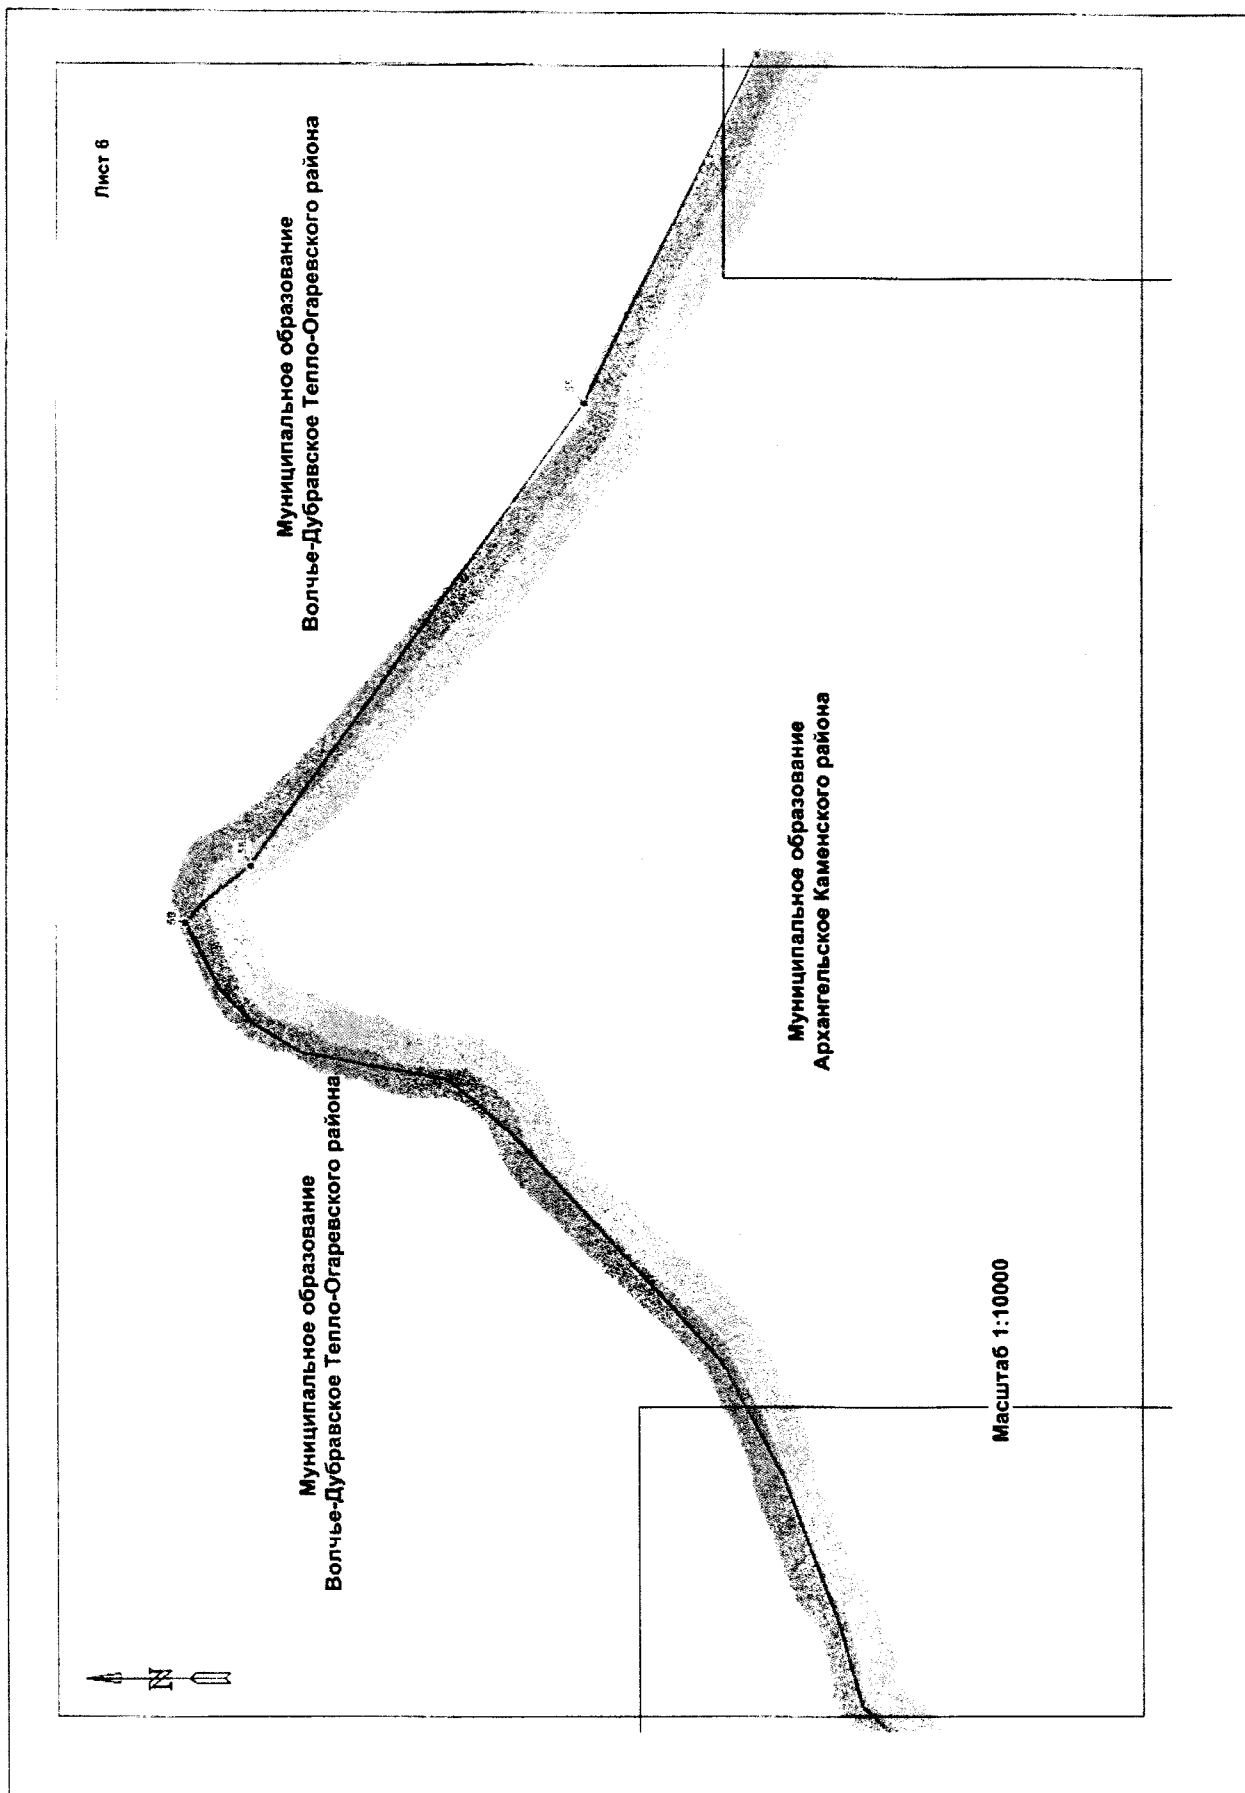 Лист 6
Муниципальное образование
Волчье-Дубравское Тепло-Огаревского района
Муниципальное образование
Волчье-Дубравское Тепло-Огаревского района
59
Муниципальное образование
Архангельское Каменского района
Масштаб 1:10000
N